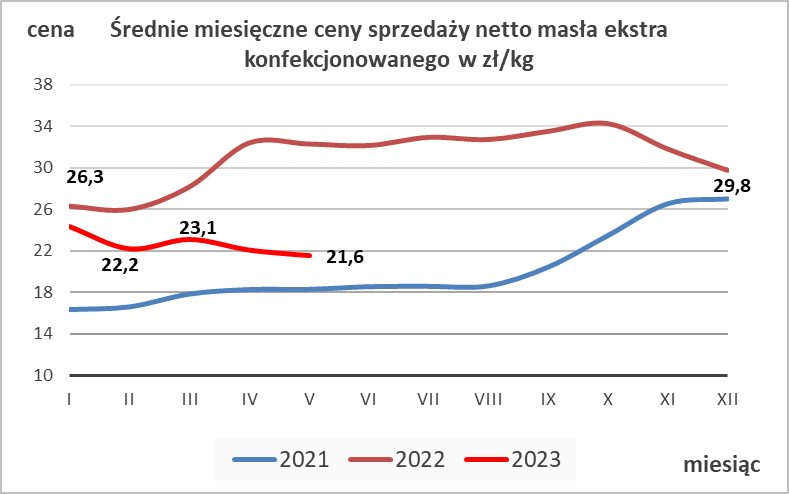 cena
Średnie miesięczne ceny sprzedaży netto masła ekstra
konfekcjonowanego w zł/kg
38
34
30
26
22
18
14
10
26,3
22,2
23,1
21,6
29,8
I II III IV V VI VII VIII IX X XI XII
2021 2022 2023
miesiąc